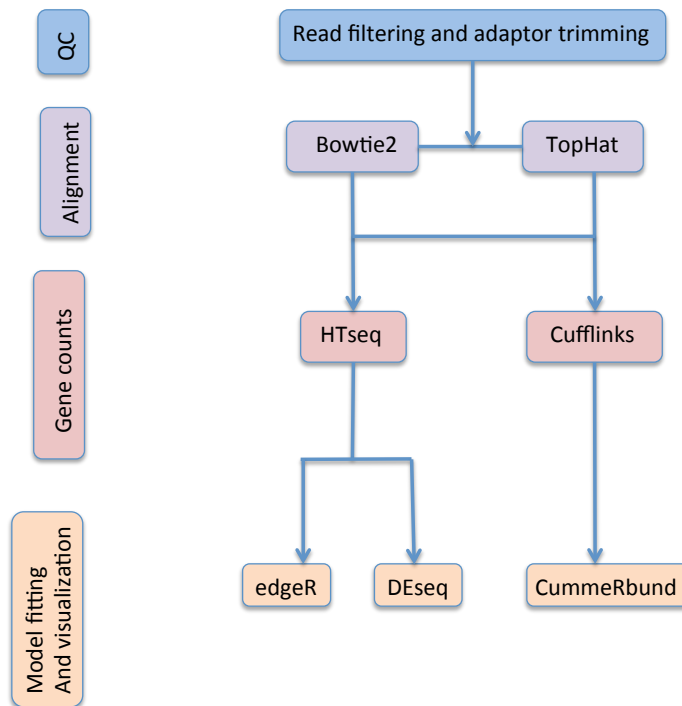 QC
Read filtering and adaptor trimming
Alignment
Bowtie2
TopHat
Gene counts
HTseq
Cufflinks
Model fitting
And visualization
edgeR
DEseq
CummeRbund